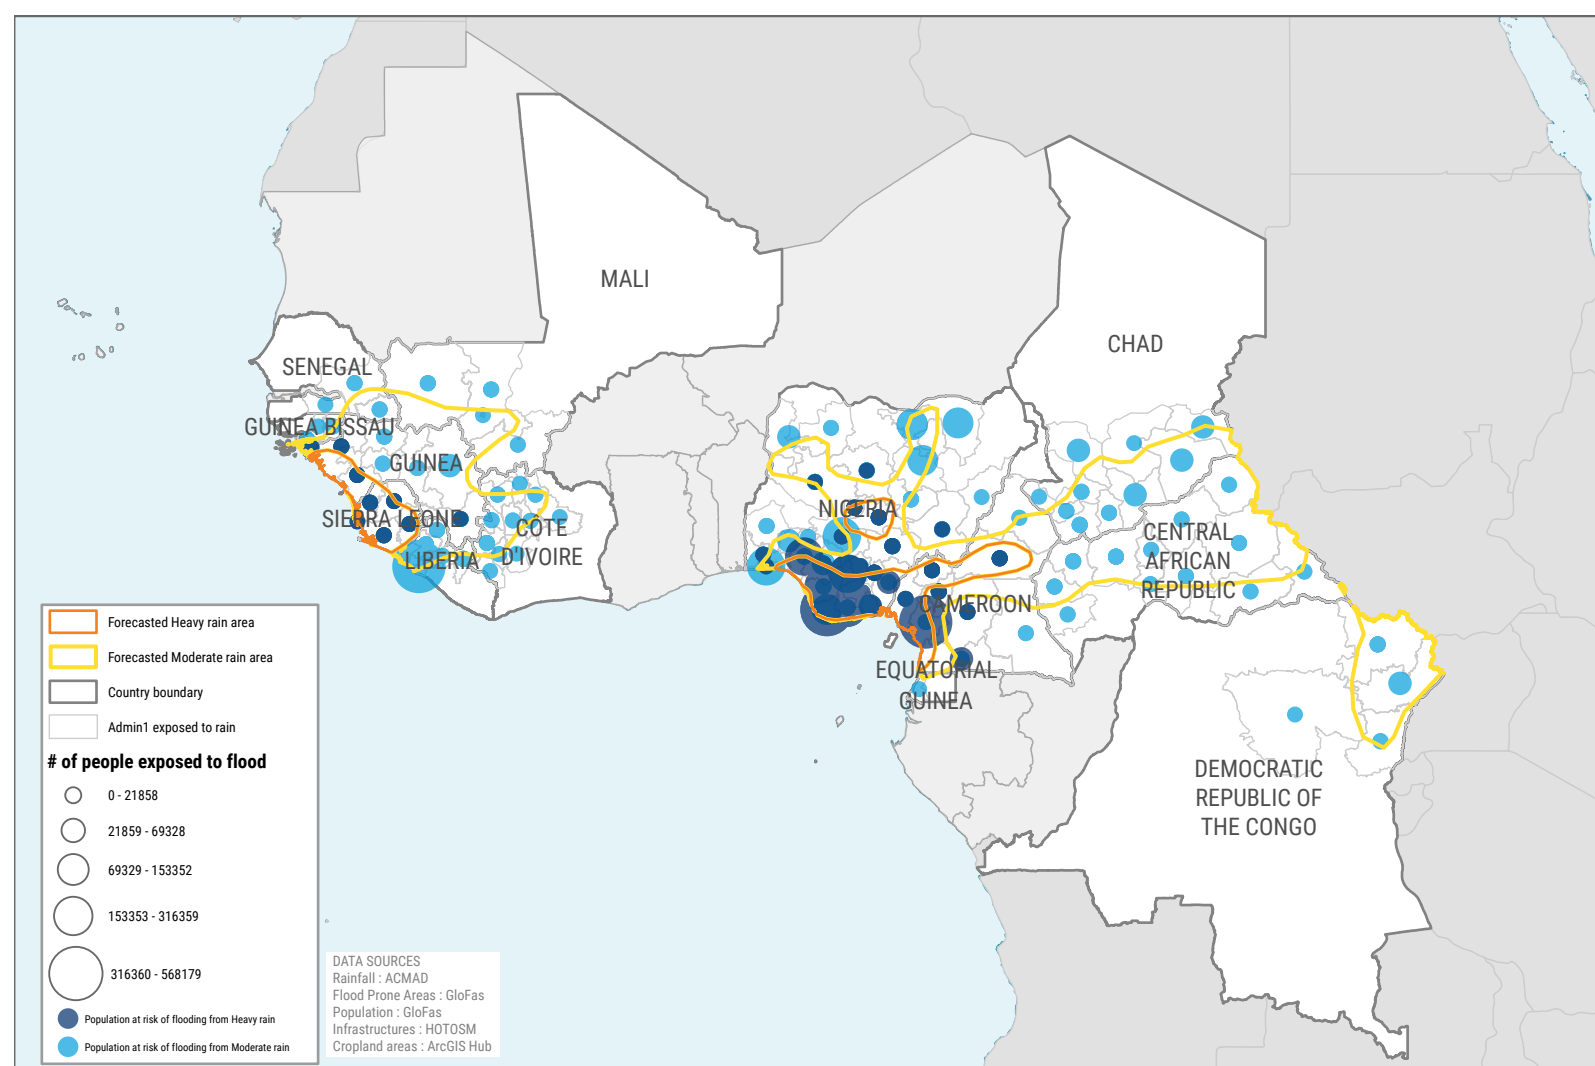 MALI
CHAD
SENEGAL
GUINEA BISSAU
GUINEA
SIERRA LEONE
LIBERIA
CÔTE
D'IVOIRE
NIGERIA
CENTRAL
AFRICAN
REPUBLIC
CAMEROON
EQUATORIAL
GUINEA
DEMOCRATIC
REPUBLIC OF
THE CONGO
Forecasted Heavy rain area
Forecasted Moderate rain area
Country boundary
Admin1 exposed to rain
# of people exposed to flood
0 - 21858
21859 - 69328
69329 - 153352
153353 - 316359
316360 - 568179
Population at risk of flooding from Heavy rain
Population at risk of flooding from Moderate rain
DATA SOURCES
Rainfall : ACMAD
Flood Prone Areas : GloFas
Population : GloFas
Infrastructures : HOTOSM
Cropland areas : ArcGIS Hub